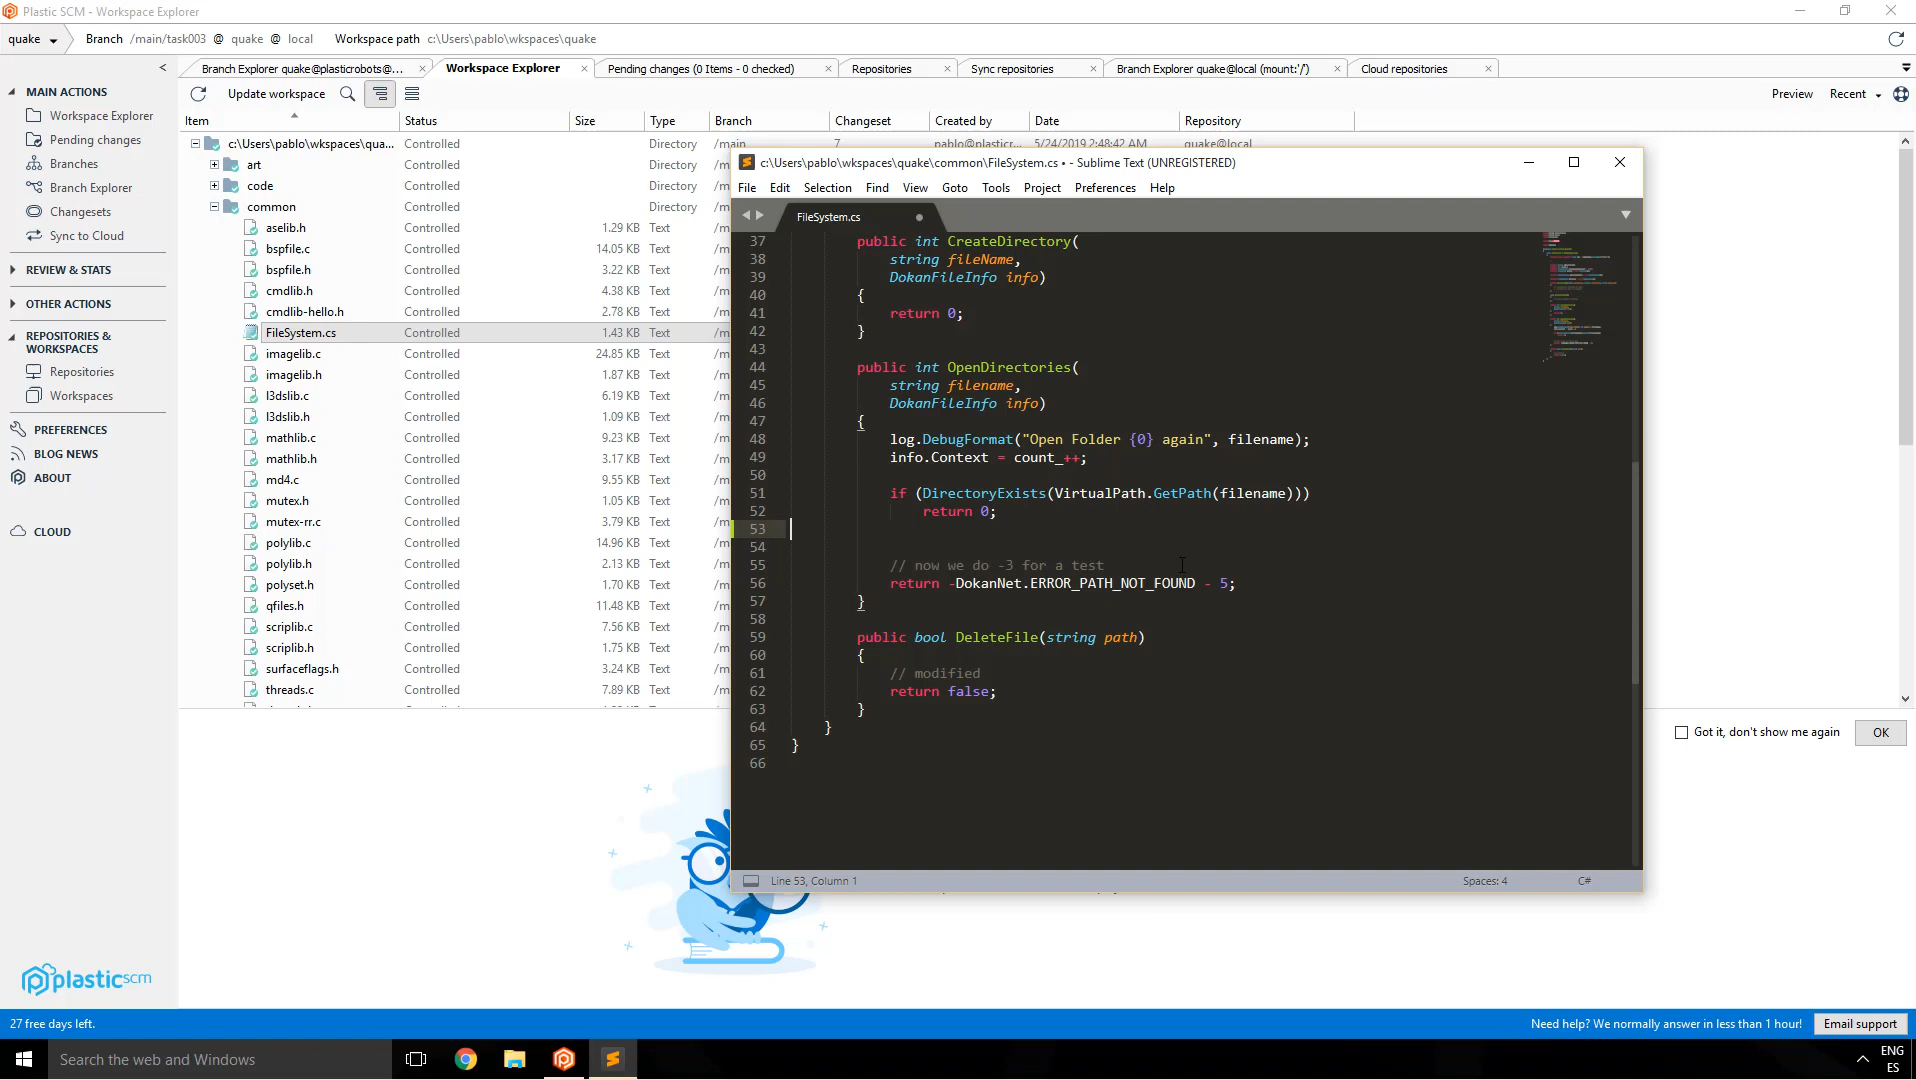 Plastic SCM - Workspace Explorer
quake Branch /main/task003 @ quake @ local Workspace path c:\Users\pablo\wkspaces\quake
Branch Explorer quake@plasticrobots@... Workspace Explorer Pending changes (0 Items - 0 checked) Repositories Sync repositories Branch Explorer quake@local (mount:'/') Cloud repositories
Update workspace Preview Recent
MAIN ACTIONS
Workspace Explorer
Pending changes
Branches
Branch Explorer
Changesets
Sync to Cloud
REVIEW & STATS
OTHER ACTIONS
REPOSITORIES &
WORKSPACES
Repositories
Workspaces
PREFERENCES
BLOG NEWS
ABOUT
CLOUD
plastic scm
Item Status Size Type Branch Changeset Created by Date Repository
c:\Users\pablo\wkspaces\qua... Controlled Directory /main 7 pablo@plasticr... 5/24/2019 2:48:42 AM quake@local
art Controlled Directory
code Controlled Directory
common Controlled Directory
aselib.h Controlled 1.29 KB Text /m
bspfile.c Controlled 14.05 KB Text /m
bspfile.h Controlled 3.22 KB Text /m
cmdlib.h Controlled 4.38 KB Text /m
cmdlib-hello.h Controlled 2.78 KB Text /m
FileSystem.cs Controlled 1.43 KB Text /m
imagelib.c Controlled 24.85 KB Text /m
imagelib.h Controlled 1.87 KB Text /m
l3dslib.c Controlled 6.19 KB Text /m
l3dslib.h Controlled 1.09 KB Text /m
mathlib.c Controlled 9.23 KB Text /m
mathlib.h Controlled 3.17 KB Text /m
md4.c Controlled 9.55 KB Text /m
mutex.h Controlled 1.05 KB Text /m
mutex-rr.c Controlled 3.79 KB Text /m
polylib.c Controlled 14.96 KB Text /m
polylib.h Controlled 2.13 KB Text /m
polyset.h Controlled 1.70 KB Text /m
qfiles.h Controlled 11.48 KB Text /m
scriplib.c Controlled 7.56 KB Text /m
scriplib.h Controlled 1.75 KB Text /m
surfaceflags.h Controlled 3.24 KB Text /m
threads.c Controlled 7.89 KB Text /m
c:\Users\pablo\wkspaces\quake\common\FileSystem.cs • - Sublime Text (UNREGISTERED)
File Edit Selection Find View Goto Tools Project Preferences Help
FileSystem.cs
37 public int CreateDirectory(
38 string fileName,
39 DokanFileInfo info)
40 {
41 return 0;
42 }
43
44 public int OpenDirectories(
45 string filename,
46 DokanFileInfo info)
47 {
48 log.DebugFormat("Open Folder {0} again", filename);
49 info.Context = count_++;
50
51 if (DirectoryExists(VirtualPath.GetPath(filename)))
52 return 0;
53
54
55 // now we do -3 for a test
56 return -DokanNet.ERROR_PATH_NOT_FOUND - 5;
57 }
58
59 public bool DeleteFile(string path)
60 {
61 // modified
62 return false;
63 }
64 }
65 }
66
Line 53, Column 1 Spaces: 4 C#
Got it, don't show me again OK
27 free days left. Need help? We normally answer in less than 1 hour! Email support
Search the web and Windows ENG
ES